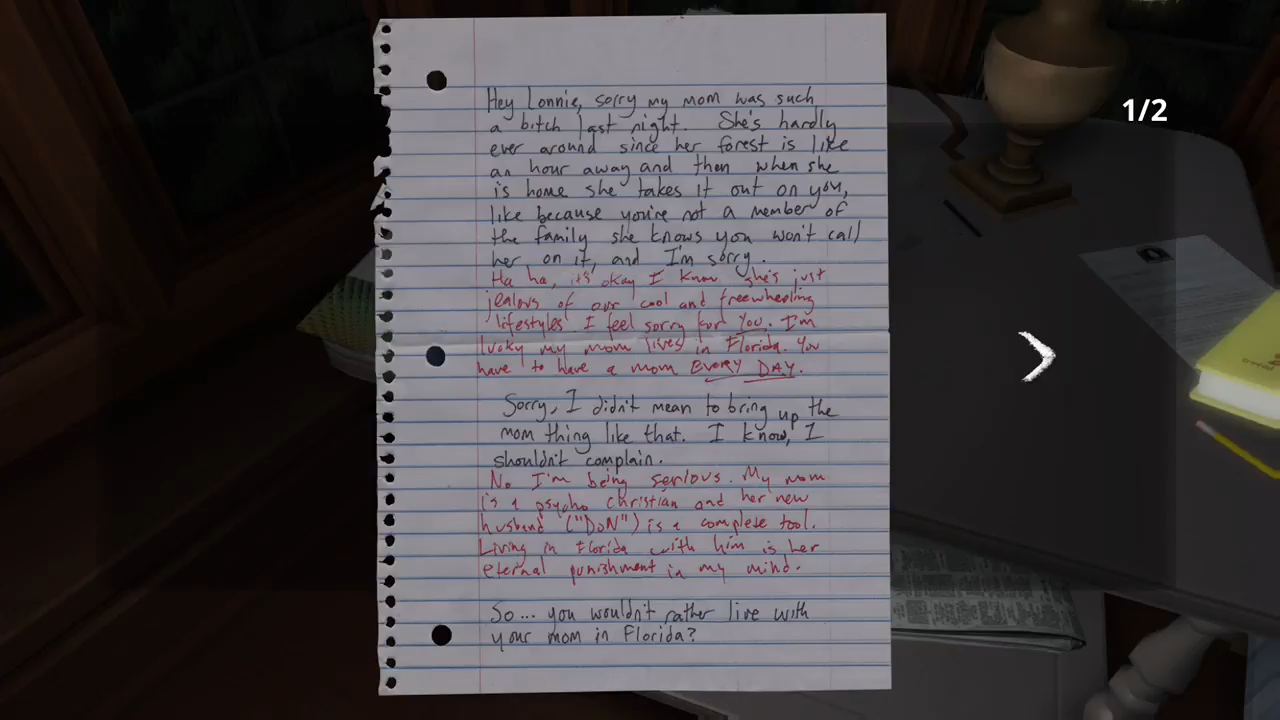 1/2
Hey Lonnie, sorry my mom was such
a bitch last night. She's hardly
ever around since her forest is like
an hour away and then when she
is home she takes it out on you,
like because you're not a member of
the family she knows you won't call
her on it, and I'm sorry.
Ha ha, it's okay I know she's just
jealous of our cool and freewheeling
lifestyles. I feel sorry for you. I'm
lucky my mom lives in Florida. You
have to have a mom EVERY DAY.
Sorry, I didn't mean to bring up the
mom thing like that. I know, I
shouldn't complain.
No I'm being serious. My mom
is a psycho christian and her new
husband ("DON") is a complete tool.
Living in Florida with him is her
eternal punishment in my mind.
So... you wouldn't rather live with
your mom in Florida?